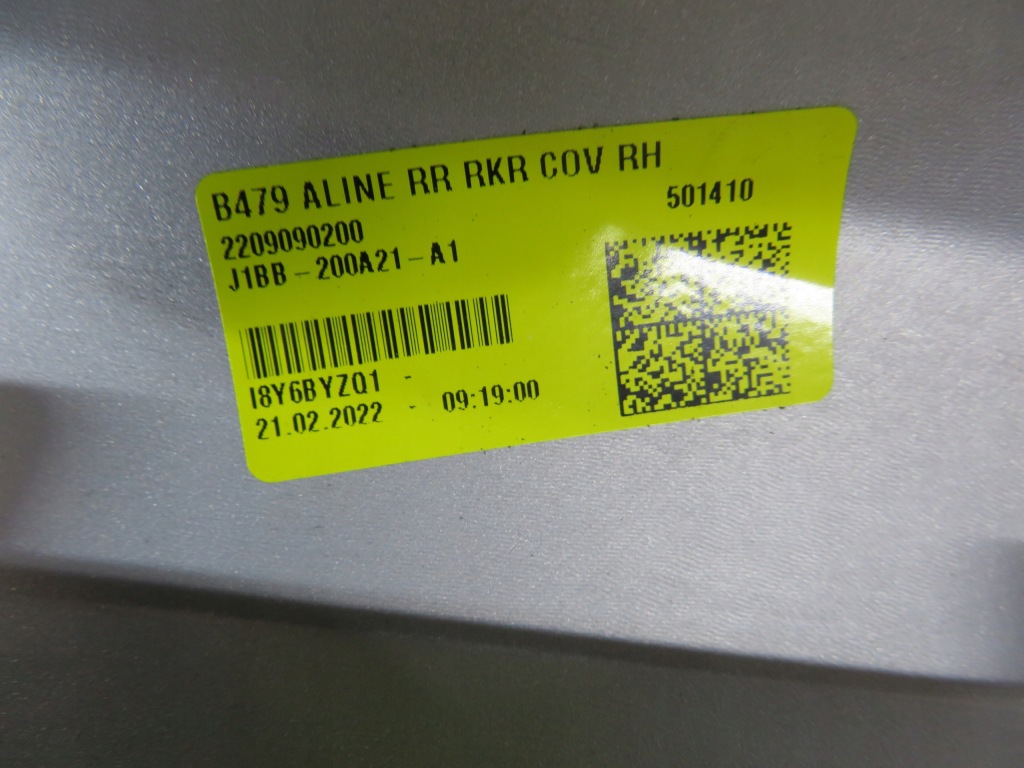 B479 ALINE RR RKR COV RH
501410
2209090200
J1BB-200A21-A1
I8Y6BYZQ1 -
21.02.2022 - 09:19:00